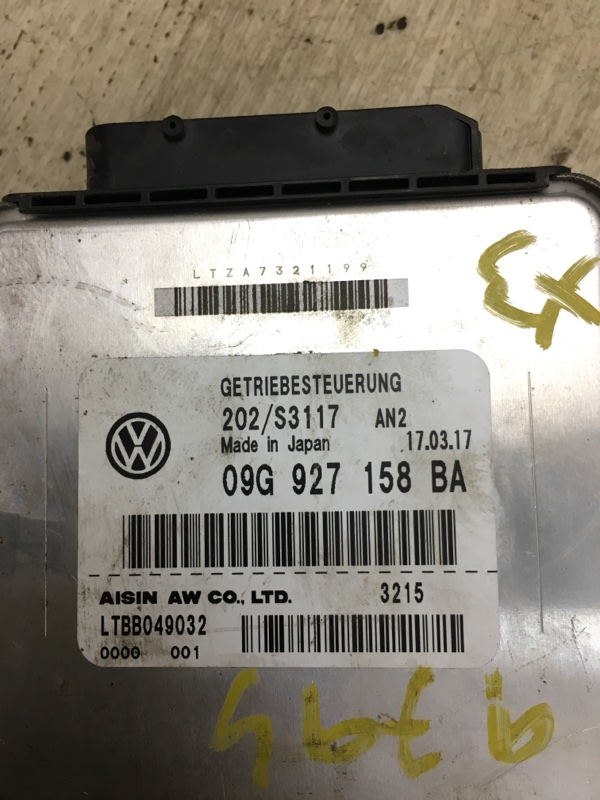 LTZA7321199
GETRIEBESTEUERUNG
202/S3117 AN2
Made in Japan 17.03.17
09G 927 158 BA
AISIN AW CO., LTD. 3215
LTBB049032
0000 001